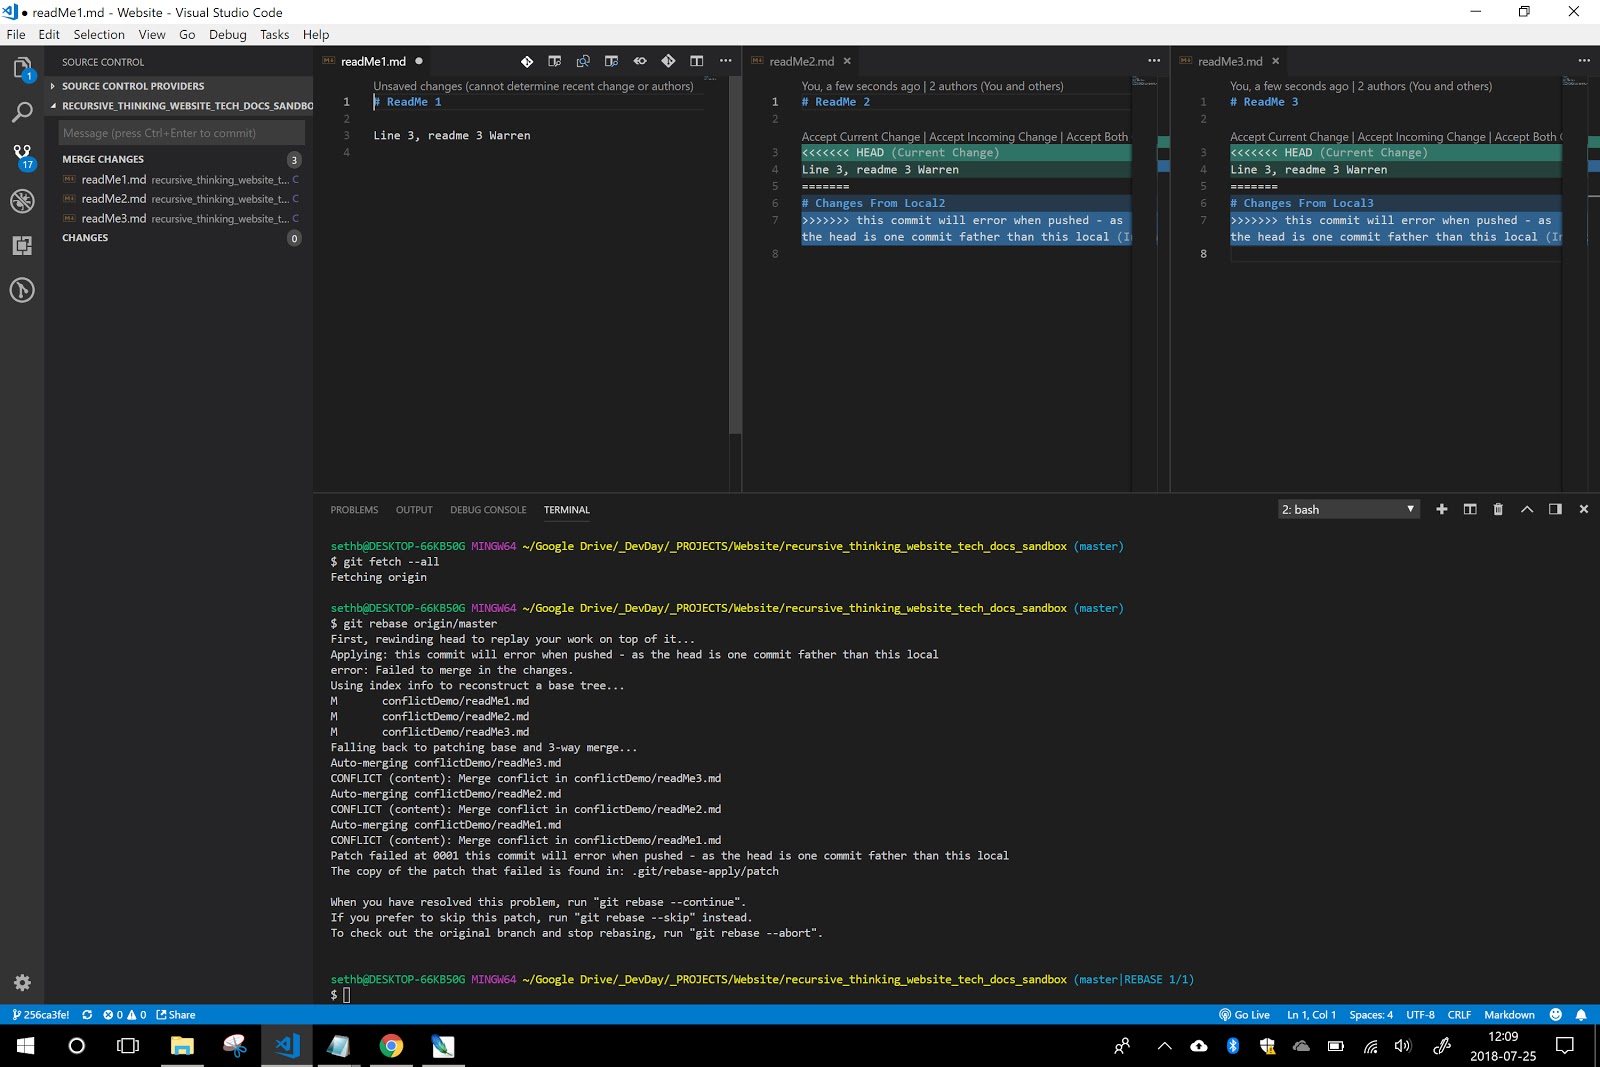 ● readMe1.md - Website - Visual Studio Code
File Edit Selection View Go Debug Tasks Help
1
17
SOURCE CONTROL
SOURCE CONTROL PROVIDERS
RECURSIVE_THINKING_WEBSITE_TECH_DOCS_SANDBO
Message (press Ctrl+Enter to commit)
MERGE CHANGES 3
readMe1.md recursive_thinking_website_t... C
readMe2.md recursive_thinking_website_t... C
readMe3.md recursive_thinking_website_t... C
CHANGES 0
readMe1.md ●
Unsaved changes (cannot determine recent change or authors)
1 # ReadMe 1
2
3 Line 3, readme 3 Warren
4
readMe2.md ×
You, a few seconds ago | 2 authors (You and others)
1 # ReadMe 2
2
Accept Current Change | Accept Incoming Change | Accept Both
3 <<<<<<< HEAD (Current Change)
4 Line 3, readme 3 Warren
5 =======
6 # Changes From Local2
7 >>>>>>> this commit will error when pushed - as
the head is one commit father than this local (I
8
readMe3.md ×
You, a few seconds ago | 2 authors (You and others)
1 # ReadMe 3
2
Accept Current Change | Accept Incoming Change | Accept Both
3 <<<<<<< HEAD (Current Change)
4 Line 3, readme 3 Warren
5 =======
6 # Changes From Local3
7 >>>>>>> this commit will error when pushed - as
the head is one commit father than this local (In
8
PROBLEMS OUTPUT DEBUG CONSOLE TERMINAL 2: bash
sethb@DESKTOP-66KB50G MINGW64 ~/Google Drive/_DevDay/_PROJECTS/Website/recursive_thinking_website_tech_docs_sandbox (master)
$ git fetch --all
Fetching origin
sethb@DESKTOP-66KB50G MINGW64 ~/Google Drive/_DevDay/_PROJECTS/Website/recursive_thinking_website_tech_docs_sandbox (master)
$ git rebase origin/master
First, rewinding head to replay your work on top of it...
Applying: this commit will error when pushed - as the head is one commit father than this local
error: Failed to merge in the changes.
Using index info to reconstruct a base tree...
M conflictDemo/readMe1.md
M conflictDemo/readMe2.md
M conflictDemo/readMe3.md
Falling back to patching base and 3-way merge...
Auto-merging conflictDemo/readMe3.md
CONFLICT (content): Merge conflict in conflictDemo/readMe3.md
Auto-merging conflictDemo/readMe2.md
CONFLICT (content): Merge conflict in conflictDemo/readMe2.md
Auto-merging conflictDemo/readMe1.md
CONFLICT (content): Merge conflict in conflictDemo/readMe1.md
Patch failed at 0001 this commit will error when pushed - as the head is one commit father than this local
The copy of the patch that failed is found in: .git/rebase-apply/patch
When you have resolved this problem, run "git rebase --continue".
If you prefer to skip this patch, run "git rebase --skip" instead.
To check out the original branch and stop rebasing, run "git rebase --abort".
sethb@DESKTOP-66KB50G MINGW64 ~/Google Drive/_DevDay/_PROJECTS/Website/recursive_thinking_website_tech_docs_sandbox (master|REBASE 1/1)
$
256ca3fe! 0 0 Share Go Live Ln 1, Col 1 Spaces: 4 UTF-8 CRLF Markdown
12:09
2018-07-25